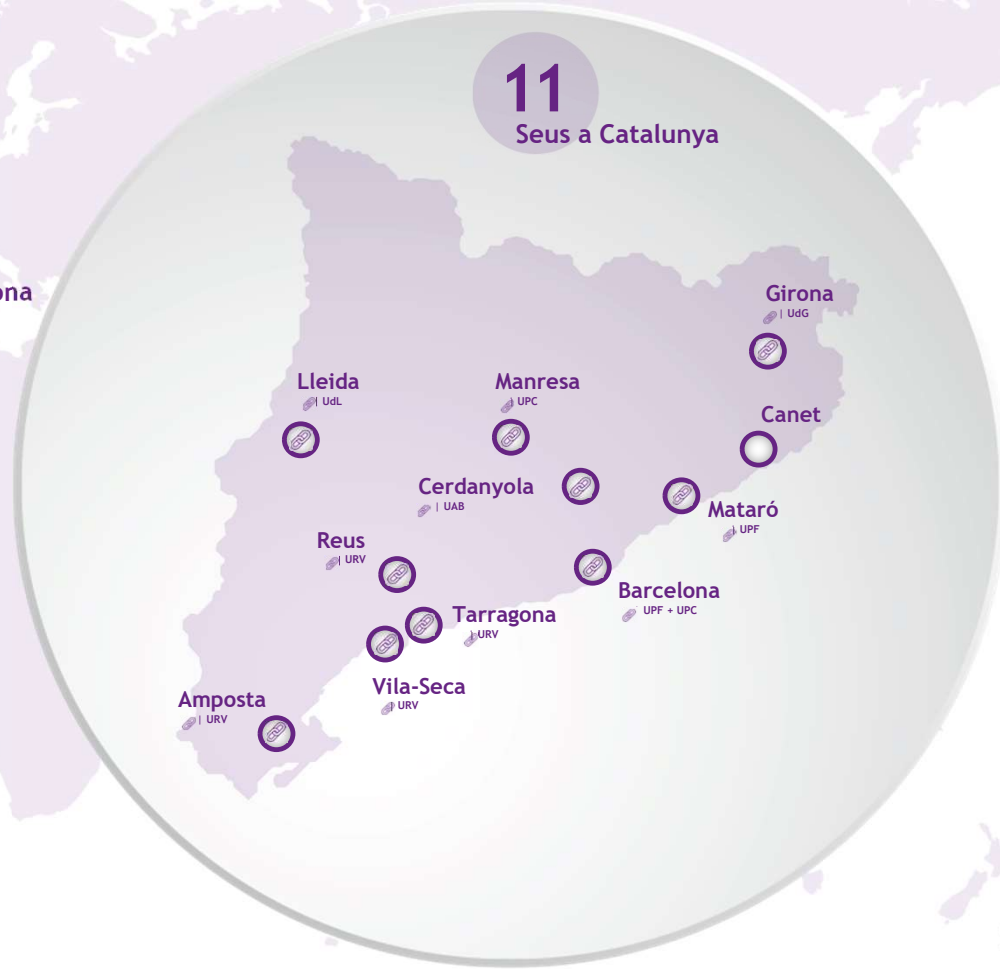 11
Seus a Catalunya
ona
Girona
| UdG
Lleida
| UdL
Manresa
| UPC
Canet
Cerdanyola
| UAB
Mataró
| UPF
Reus
| URV
Barcelona
UPF + UPC
Tarragona
| URV
Vila-Seca
| URV
Amposta
| URV